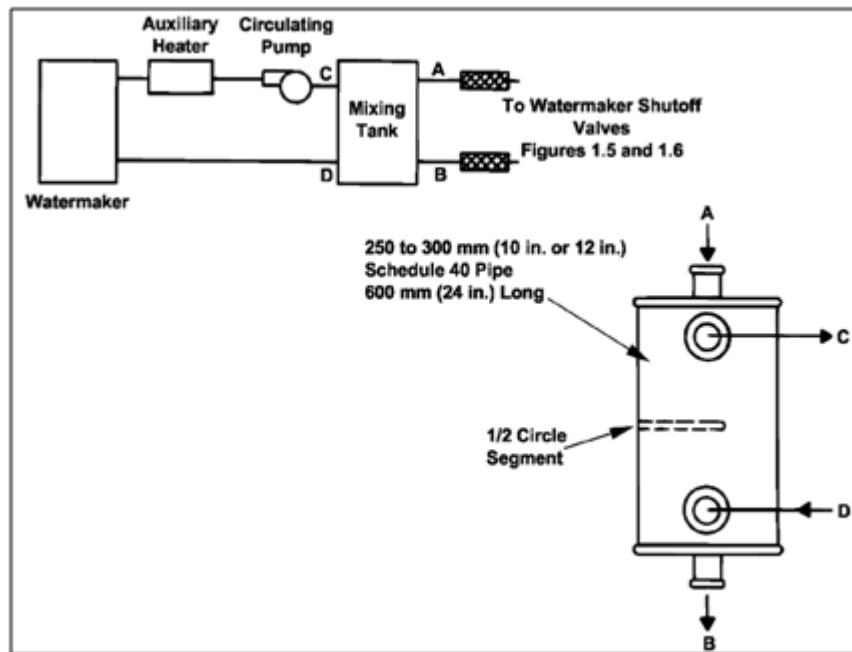 Auxiliary
Heater
Circulating
Pump
C
A
Mixing
Tank
To Watermaker Shutoff
Valves
Figures 1.5 and 1.6
D
B
Watermaker
A
250 to 300 mm (10 in. or 12 in.)
Schedule 40 Pipe
600 mm (24 in.) Long
C
1/2 Circle
Segment
D
B